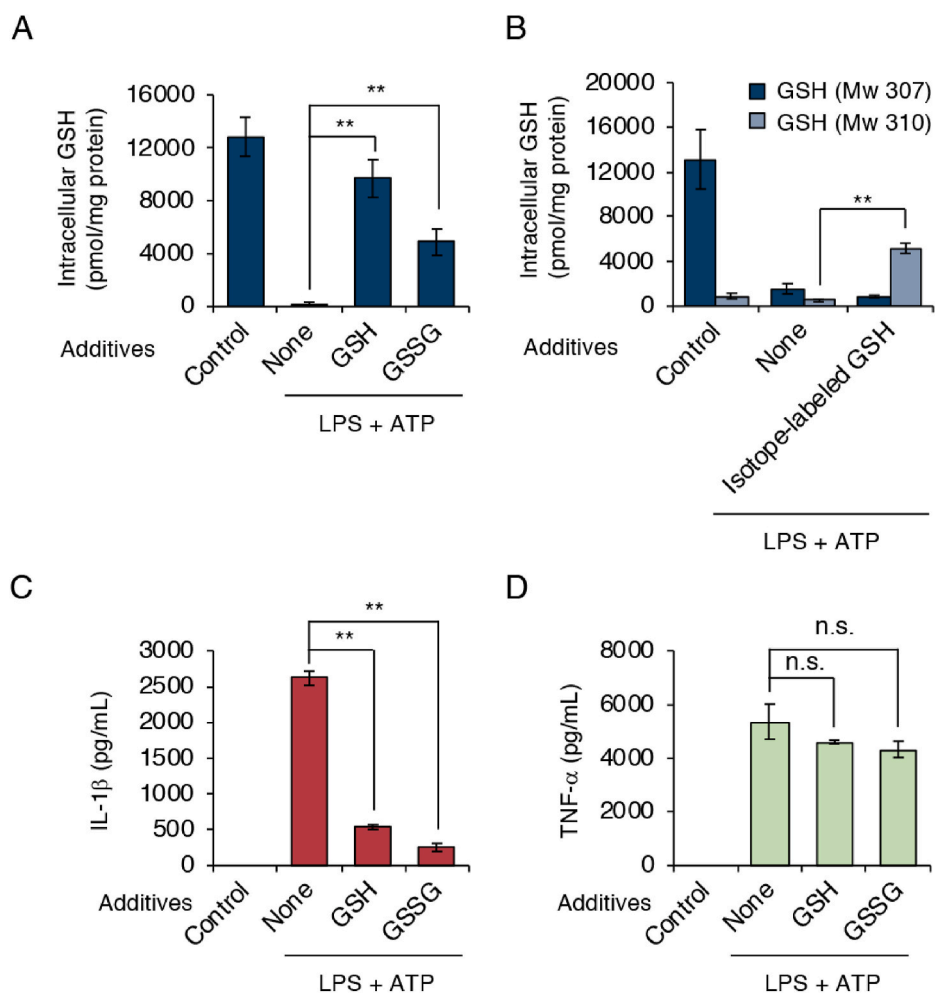 A
Intracellular GSH
(pmol/mg protein)
16000
12000
8000
4000
0
**
**
Additives
Control
None
GSH
GSSG
LPS + ATP
B
Intracellular GSH
(pmol/mg protein)
20000
16000
12000
8000
4000
0
GSH (Mw 307)
GSH (Mw 310)
**
Additives
Control
None
Isotope-labeled GSH
LPS + ATP
C
IL-1β (pg/mL)
3000
2500
2000
1500
1000
500
0
**
**
Additives
Control
None
GSH
GSSG
LPS + ATP
D
TNF-α (pg/mL)
8000
6000
4000
2000
0
n.s.
n.s.
Additives
Control
None
GSH
GSSG
LPS + ATP